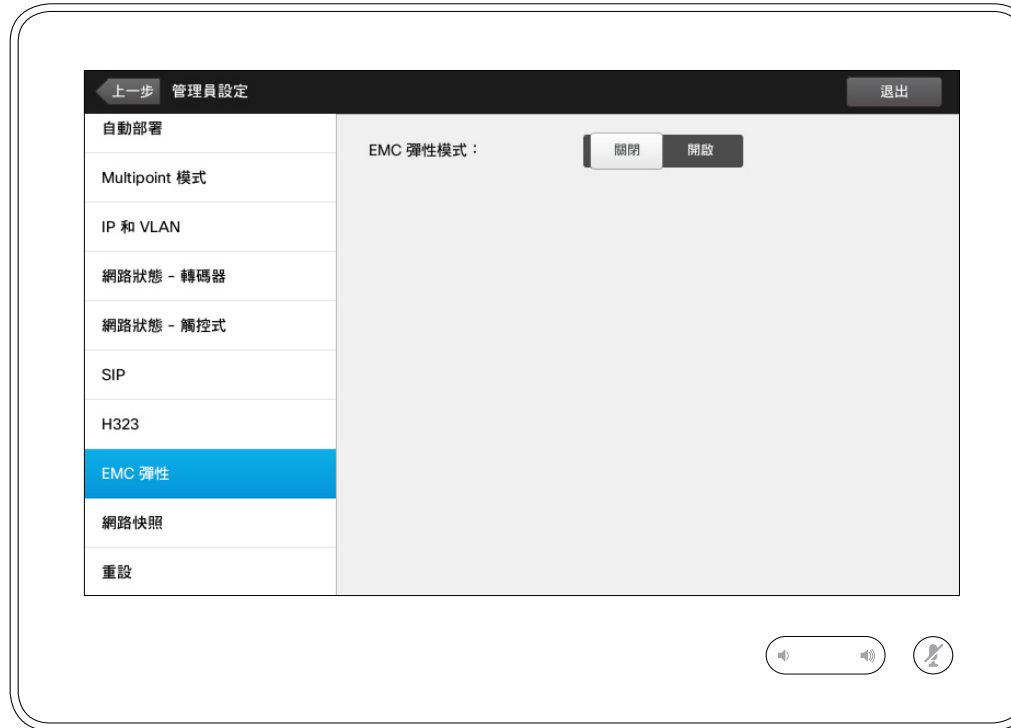 上一步 管理員設定 退出
自動部署
EMC 彈性模式： 關閉 開啟
Multipoint 模式
IP 和 VLAN
網路狀態 - 轉碼器
網路狀態 - 觸控式
SIP
H323
EMC 彈性
網路快照
重設